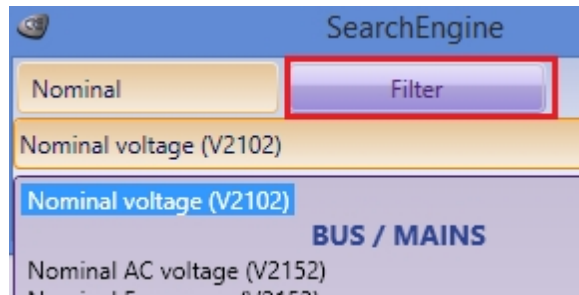 SearchEngine
Nominal Filter
Nominal voltage (V2102)
Nominal voltage (V2102)
BUS / MAINS
Nominal AC voltage (V2152)